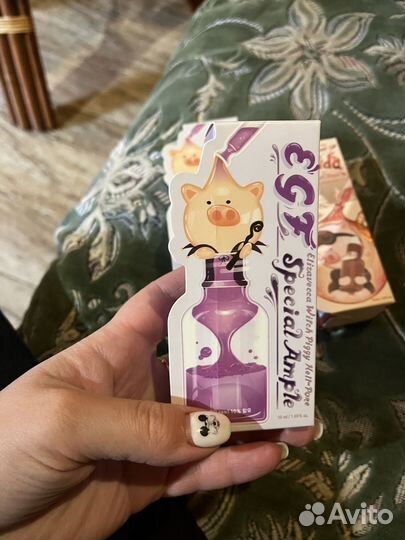 EGF
Special Ample
Elizavecca Witch Piggy Hell-Pore
Avito